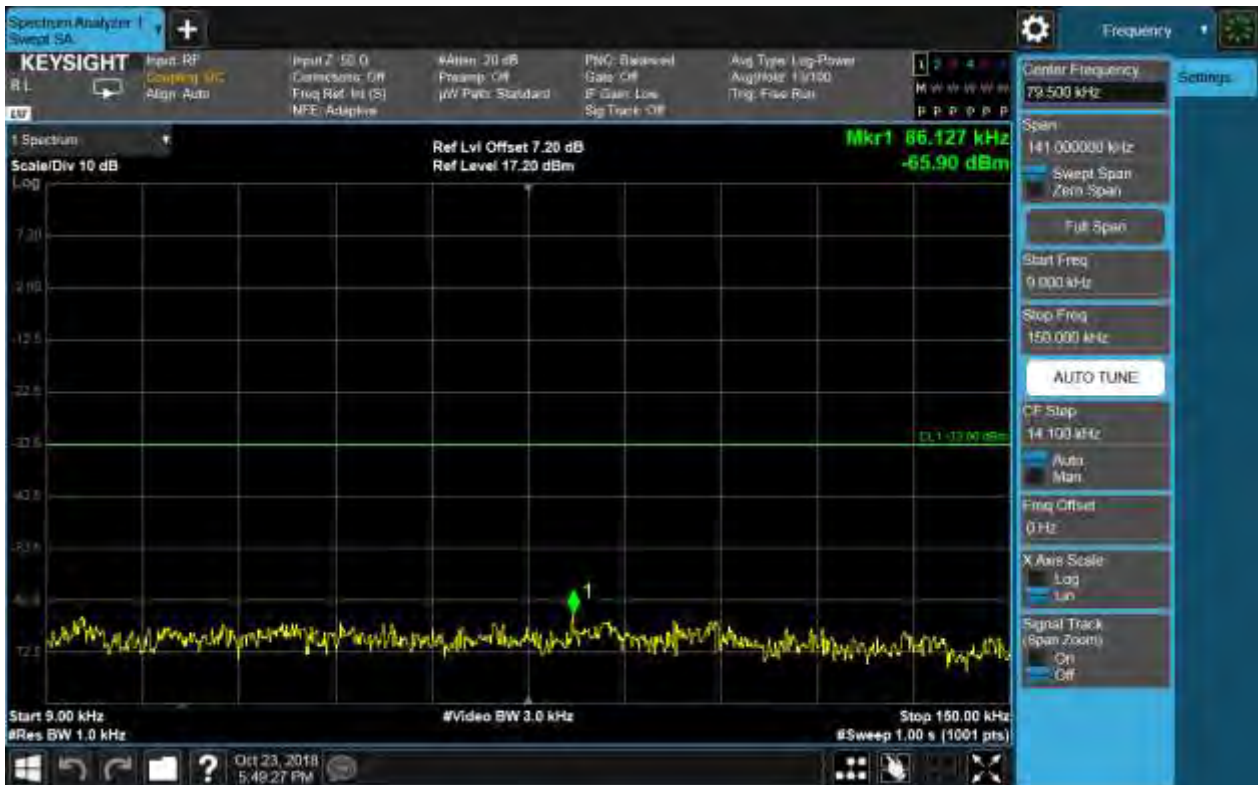 Spectrum Analyzer 1
Swept SA
Frequency
KEYSIGHT
Input: RF
Coupling: DC
Align: Auto
Input Z: 50 Ω
Corrections: Off
Freq Ref: Int (S)
NFE: Adaptive
#Atten: 20 dB
Preamp: Off
µW Path: Standard
PNO: Balanced
Gate: Off
IF Gain: Low
Sig Track: Off
Avg Type: Log-Power
Avg|Hold: 11/100
Trig: Free Run
M W W W W W
P P P P P P
Center Frequency
79.500 kHz
Settings
Span
141.000000 kHz
Swept Span
Zero Span
Full Span
Start Freq
9.000 kHz
Stop Freq
150.000 kHz
AUTO TUNE
CF Step
14.100 kHz
Auto
Man
Freq Offset
0 Hz
X Axis Scale
Log
Lin
Signal Track
(Span Zoom)
On
Off
1 Spectrum
Scale/Div 10 dB
Log
Ref Lvl Offset 7.20 dB
Ref Level 17.20 dBm
Mkr1 86.127 kHz
-65.90 dBm
7.20
-2.80
-12.8
-22.8
-32.8
DL1 -33.00 dBm
-42.8
-52.8
-62.8
-72.8
1
Start 9.00 kHz
#Video BW 3.0 kHz
Stop 150.00 kHz
#Res BW 1.0 kHz
#Sweep 1.00 s (1001 pts)
?
Oct 23, 2018
5:49:27 PM